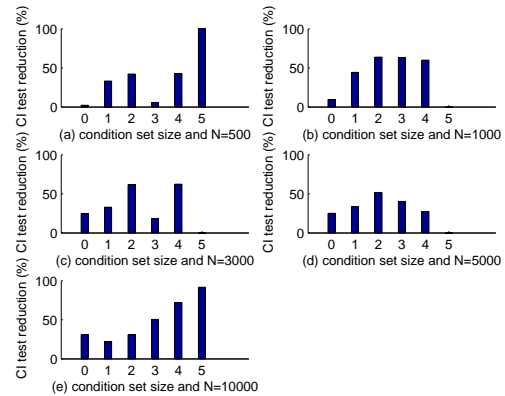 CI test reduction (%)
100
50
0
0 1 2 3 4 5
(a) condition set size and N=500
CI test reduction (%)
100
50
0
0 1 2 3 4 5
(b) condition set size and N=1000
CI test reduction (%)
100
50
0
0 1 2 3 4 5
(c) condition set size and N=3000
CI test reduction (%)
100
50
0
0 1 2 3 4 5
(d) condition set size and N=5000
CI test reduction (%)
100
50
0
0 1 2 3 4 5
(e) condition set size and N=10000